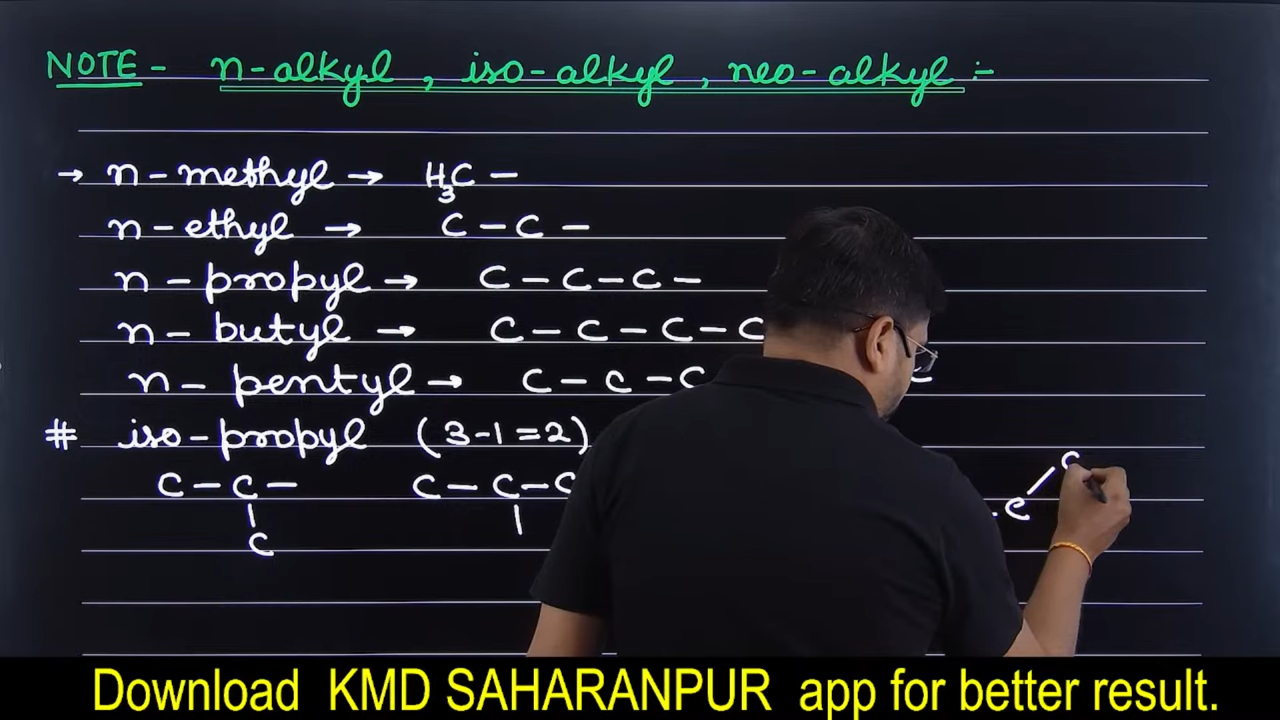 NOTE - n-alkyl , iso-alkyl , neo-alkyl :-
→ n-methyl → H₃C -
n-ethyl → C - C -
n-propyl → C - C - C -
n-butyl → C - C - C - C
n-pentyl → C - C - C -
# iso-propyl (3-1=2)
C - C - C - C - C C C
C
Download KMD SAHARANPUR app for better result.